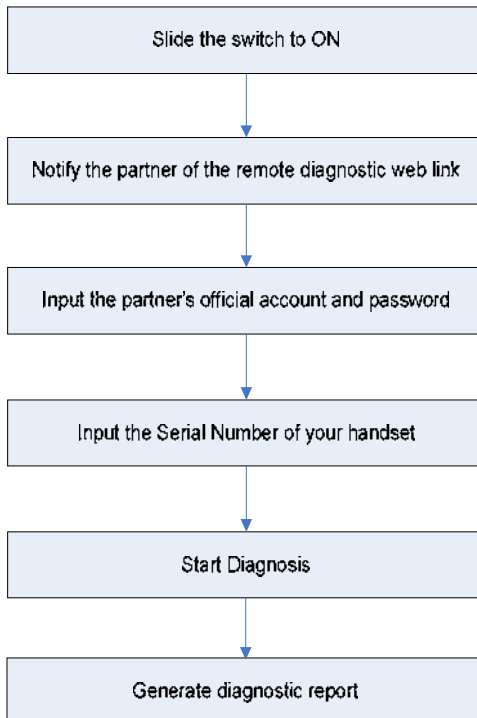 Slide the switch to ON
Notify the partner of the remote diagnostic web link
Input the partner's official account and password
Input the Serial Number of your handset
Start Diagnosis
Generate diagnostic report